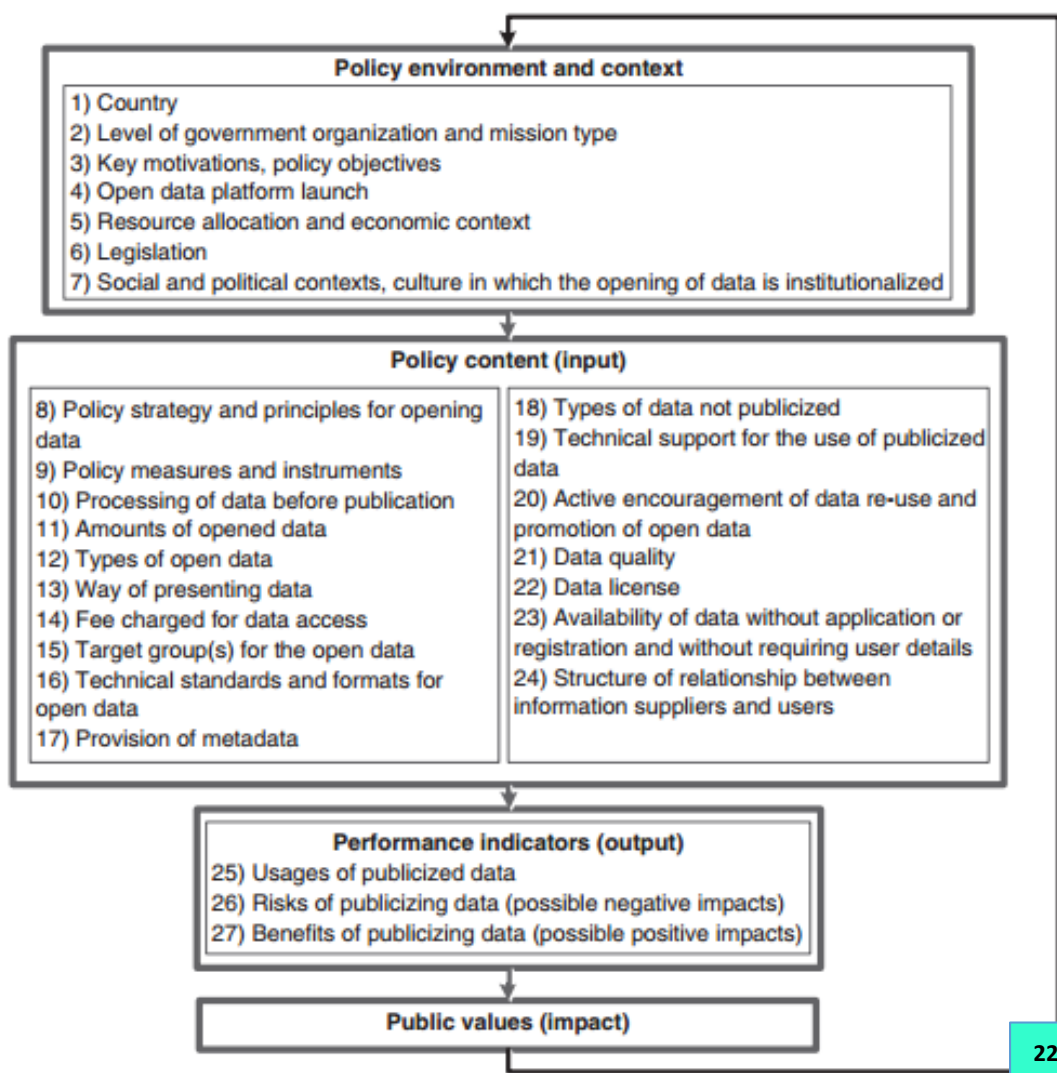 Policy environment and context
1) Country
2) Level of government organization and mission type
3) Key motivations, policy objectives
4) Open data platform launch
5) Resource allocation and economic context
6) Legislation
7) Social and political contexts, culture in which the opening of data is institutionalized
Policy content (input)
8) Policy strategy and principles for opening
data
9) Policy measures and instruments
10) Processing of data before publication
11) Amounts of opened data
12) Types of open data
13) Way of presenting data
14) Fee charged for data access
15) Target group(s) for the open data
16) Technical standards and formats for
open data
17) Provision of metadata
18) Types of data not publicized
19) Technical support for the use of publicized
data
20) Active encouragement of data re-use and
promotion of open data
21) Data quality
22) Data license
23) Availability of data without application or
registration and without requiring user details
24) Structure of relationship between
information suppliers and users
Performance indicators (output)
25) Usages of publicized data
26) Risks of publicizing data (possible negative impacts)
27) Benefits of publicizing data (possible positive impacts)
Public values (impact)
22